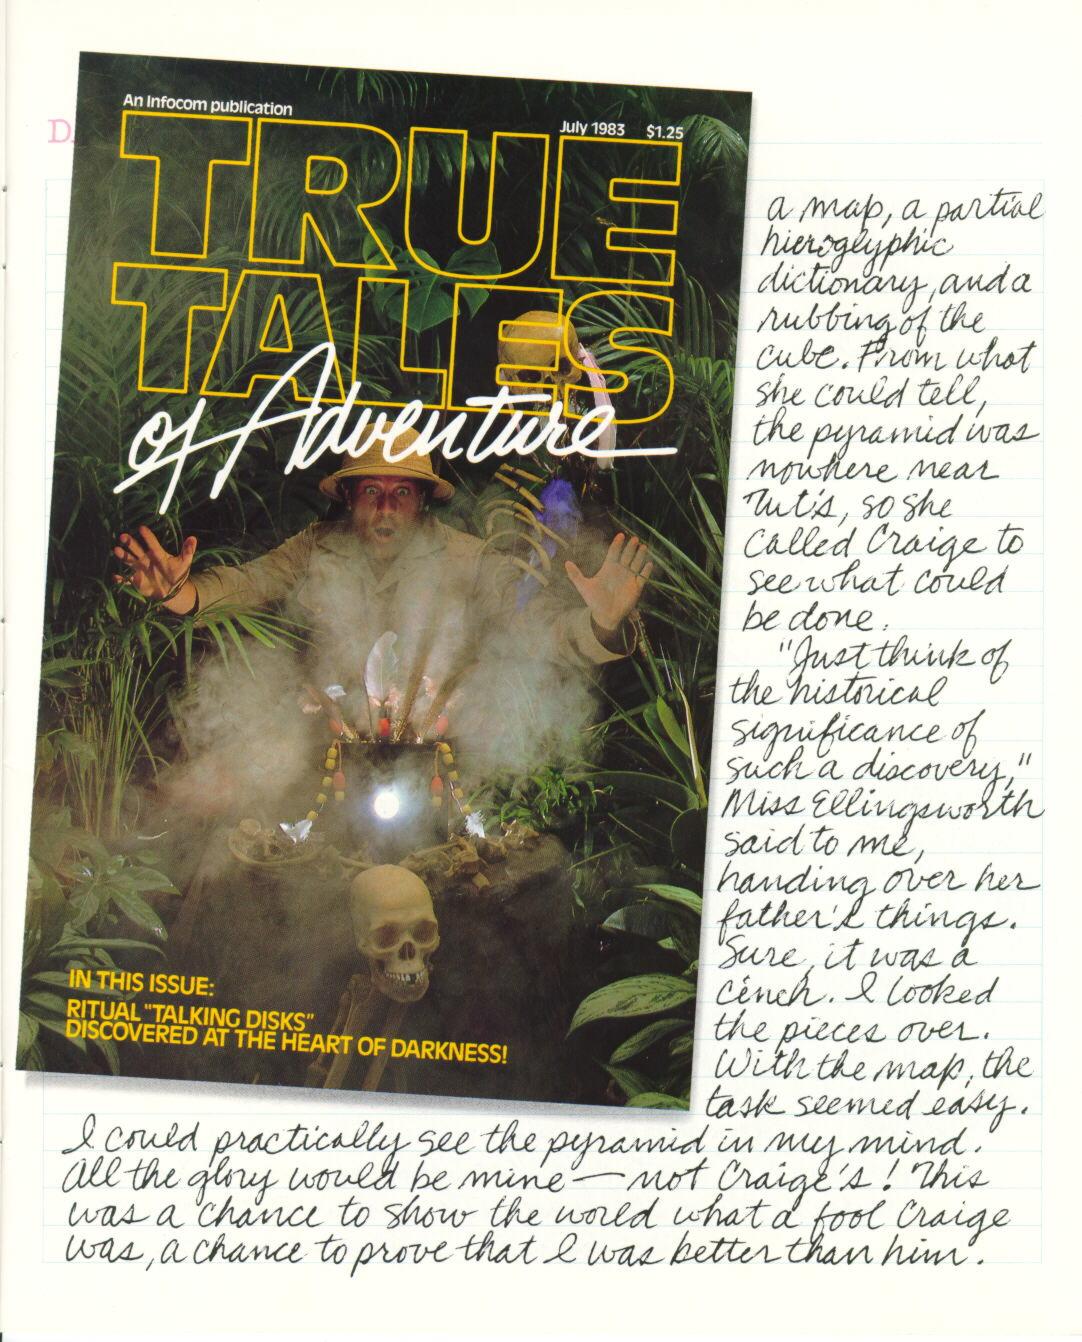 D
An Infocom publication
July 1983 $1.25
TRUE
TALES
of Adventure
IN THIS ISSUE:
RITUAL "TALKING DISKS"
DISCOVERED AT THE HEART OF DARKNESS!
a map, a partial
hieroglyphic
dictionary, and a
rubbing of the
cube. From what
she could tell,
the pyramid was
nowhere near
Tut's, so she
called Craige to
see what could
be done.
"Just think of
the historical
significance of
such a discovery,"
Miss Ellingsworth
said to me,
handing over her
father's things.
Sure, it was a
cinch. I looked
the pieces over.
With the map, the
task seemed easy.
I could practically see the pyramid in my mind.
All the glory would be mine — not Craige's! This
was a chance to show the world what a fool Craige
was, a chance to prove that I was better than him.